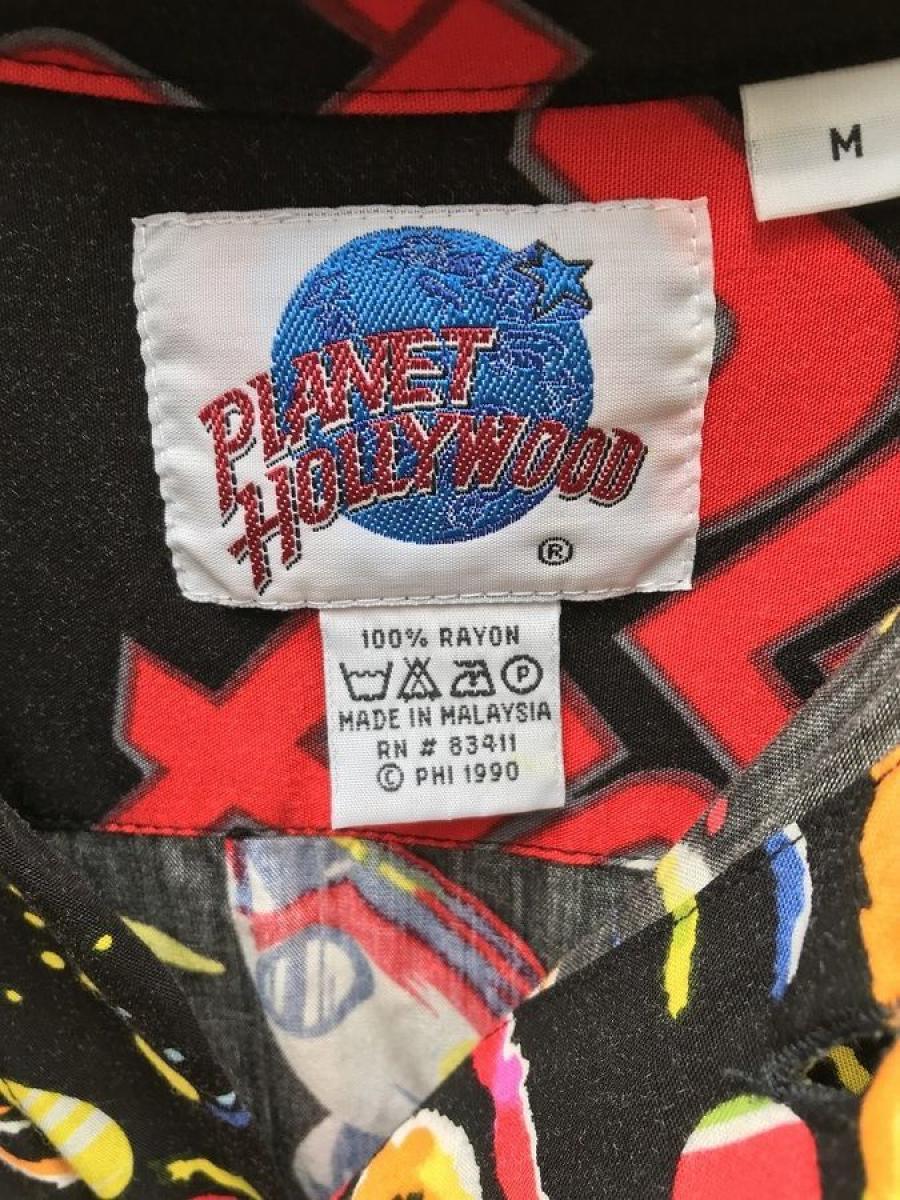 M
PLANET
HOLLYWOOD
®
100% RAYON
P
MADE IN MALAYSIA
RN # 83411
© PHI 1990